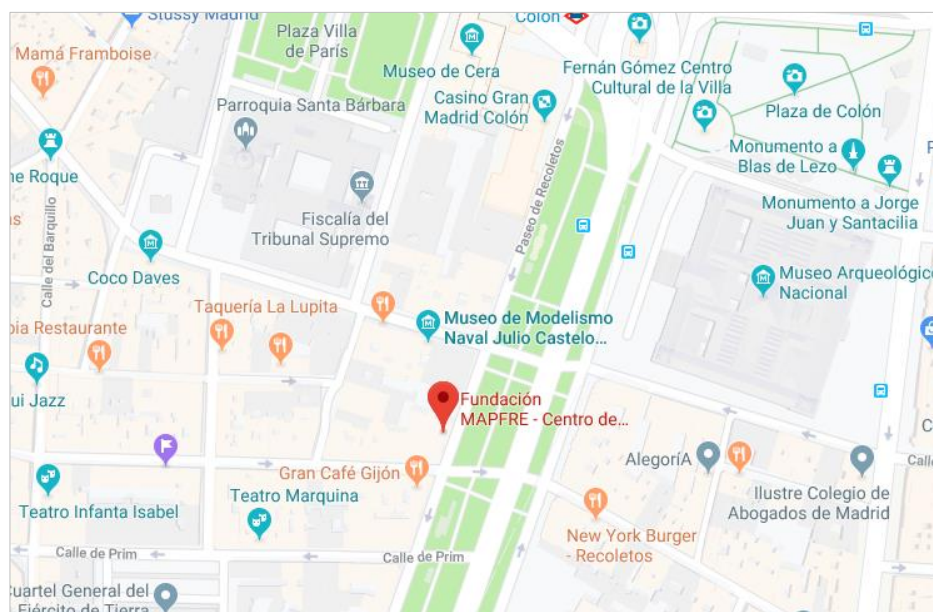 Stüssy Madrid
Colón
Plaza Villa
de París
Mamá Framboise
Museo de Cera
Fernán Gómez Centro
Cultural de la Villa
Casino Gran
Madrid Colón
Parroquia Santa Bárbara
Plaza de Colón
Monumento a
Blas de Lezo
Roque
Paseo de Recoletos
Monumento a Jorge
Juan y Santacilia
Fiscalía del
Tribunal Supremo
Calle del Barquillo
Coco Daves
Museo Arqueológico
Nacional
Taquería La Lupita
Museo de Modelismo
Naval Julio Castelo...
Restaurante
ui Jazz
Fundación
MAPFRE - Centro de...
AlegoríA
Gran Café Gijón
Teatro Marquina
Teatro Infanta Isabel
Ilustre Colegio de
Abogados de Madrid
New York Burger
- Recoletos
Calle de Prim
Calle de Prim
uartel General del
Ejército de Tierra